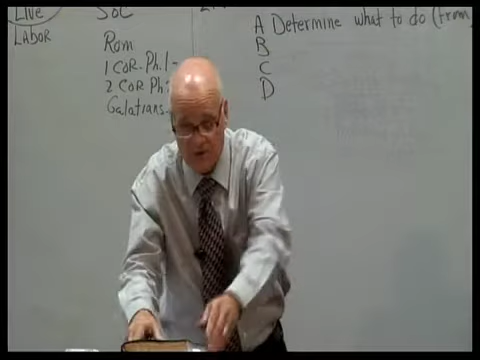 Live
SoC
A Determine what to do (from
LABOR
B
Rom
C
1 COR. Ph. 1-
D
2 COR Ph
Galatians